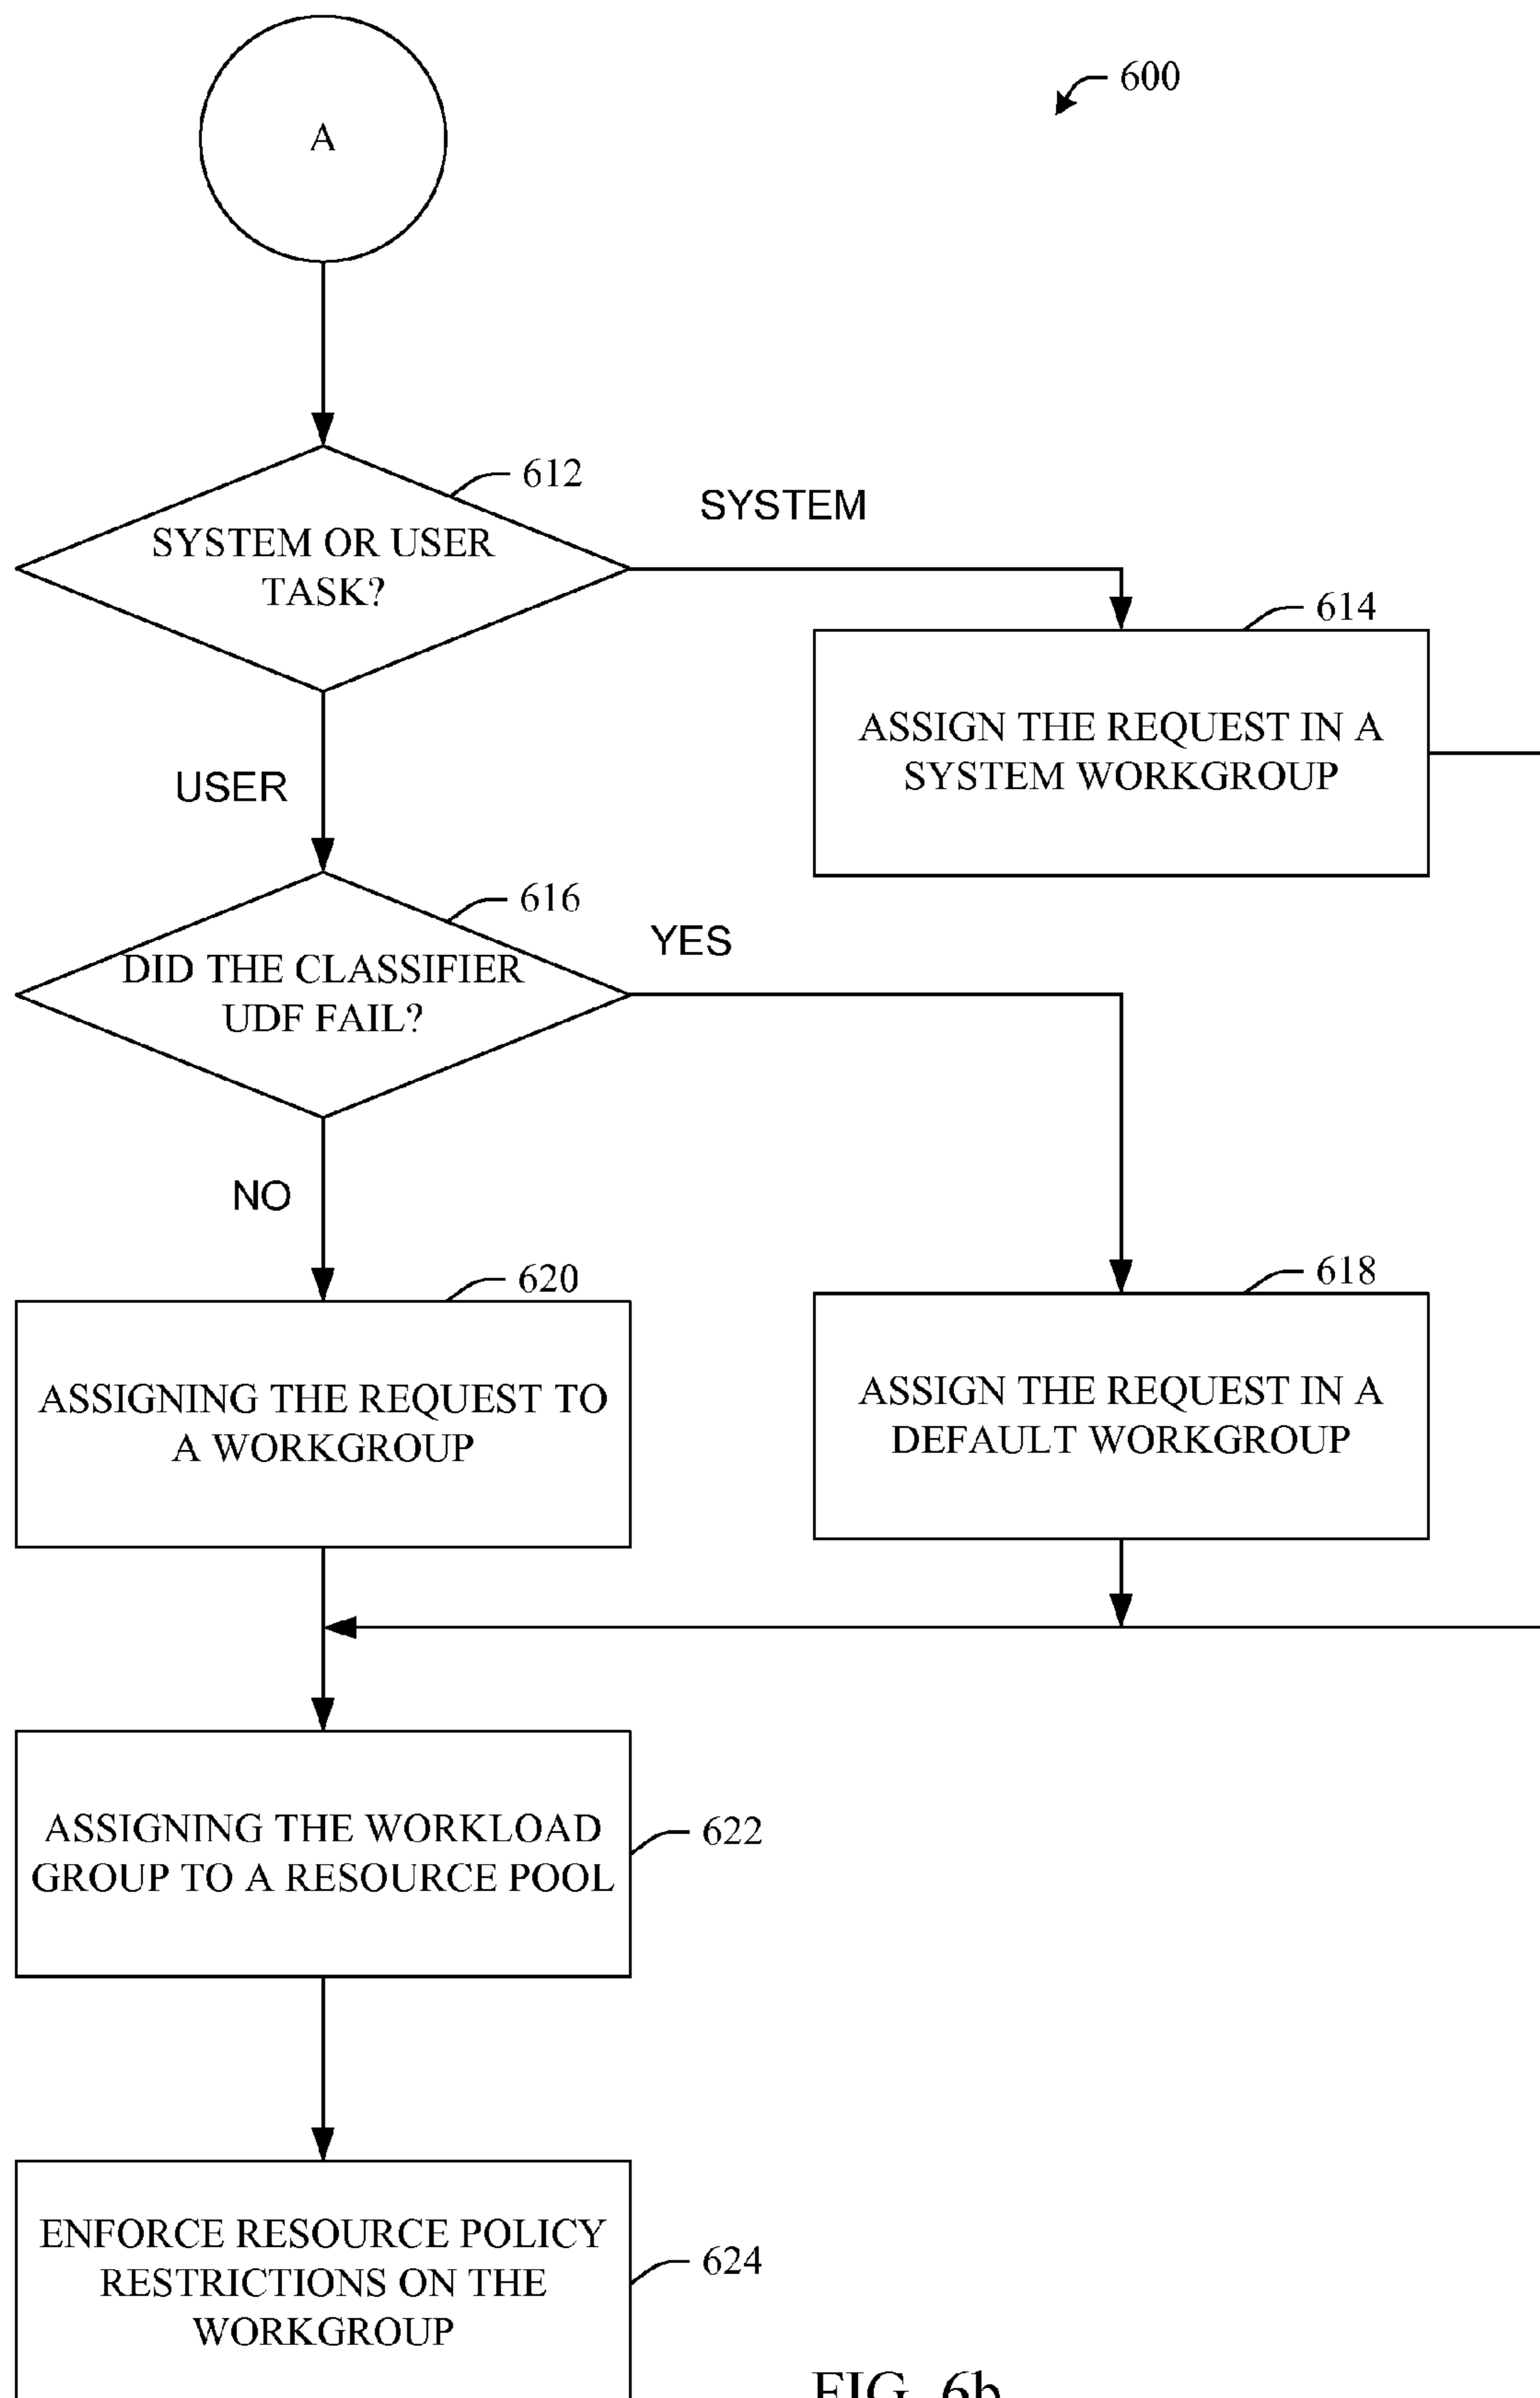 A
600
612
SYSTEM OR USER
TASK?
SYSTEM
614
ASSIGN THE REQUEST IN A
SYSTEM WORKGROUP
USER
616
DID THE CLASSIFIER
UDF FAIL?
YES
NO
620
ASSIGNING THE REQUEST TO
A WORKGROUP
618
ASSIGN THE REQUEST IN A
DEFAULT WORKGROUP
ASSIGNING THE WORKLOAD
GROUP TO A RESOURCE POOL
622
ENFORCE RESOURCE POLICY
RESTRICTIONS ON THE
WORKGROUP
624
FIG. 6b